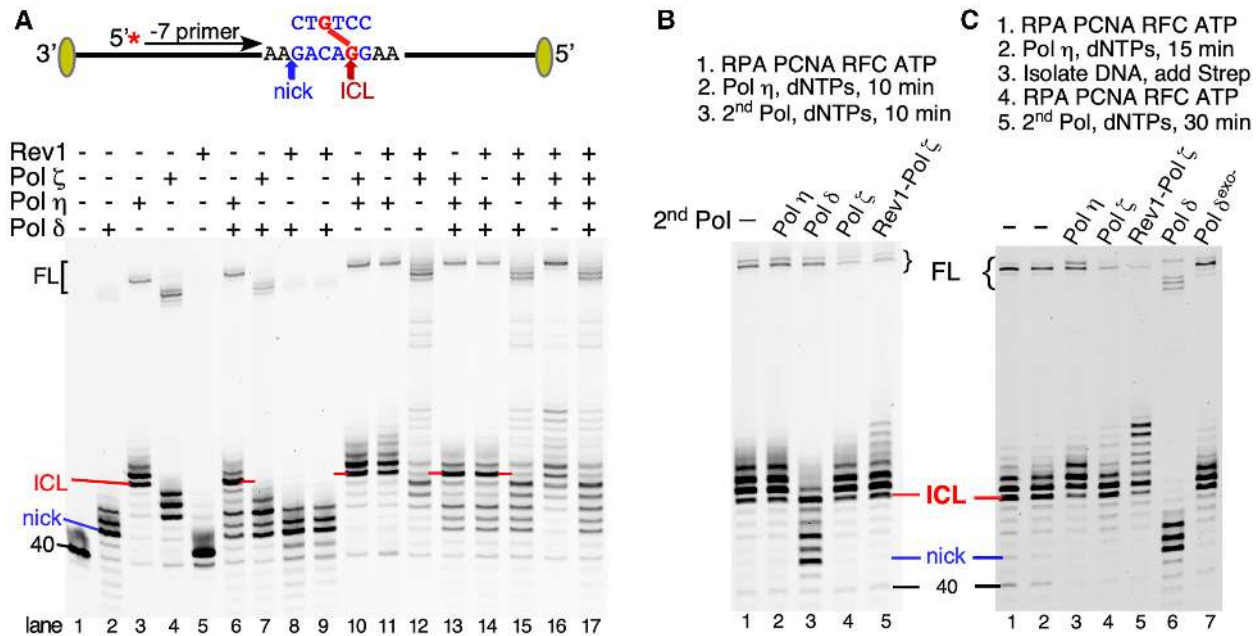 A
CTGTCC
5'* -7 primer
3' AAGACAGGAA 5'
nick ICL
Rev1 - - - - + - - + + - + + - + + + +
Pol ζ - - - + - - + - + + - + + - + + +
Pol η - - + - - + - - - + + - + + - + +
Pol δ - + - - - + + + + - - - + + + - +
FL
ICL
nick
40
lane 1 2 3 4 5 6 7 8 9 10 11 12 13 14 15 16 17
B
1. RPA PCNA RFC ATP
2. Pol η, dNTPs, 10 min
3. 2nd Pol, dNTPs, 10 min
2nd Pol – Pol η Pol δ Pol ζ Rev1-Pol ζ
FL
ICL
nick
40
1 2 3 4 5
C
1. RPA PCNA RFC ATP
2. Pol η, dNTPs, 15 min
3. Isolate DNA, add Strep
4. RPA PCNA RFC ATP
5. 2nd Pol, dNTPs, 30 min
– – Pol η Pol ζ Rev1-Pol ζ Pol δ Pol δexo-
1 2 3 4 5 6 7